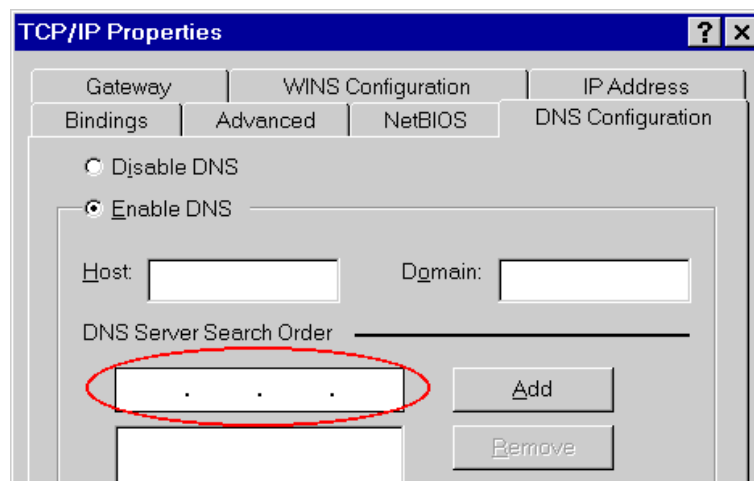 TCP/IP Properties ? ×
Gateway WINS Configuration IP Address
Bindings Advanced NetBIOS DNS Configuration
Disable DNS
Enable DNS
Host: Domain:
DNS Server Search Order
. . . Add
Remove